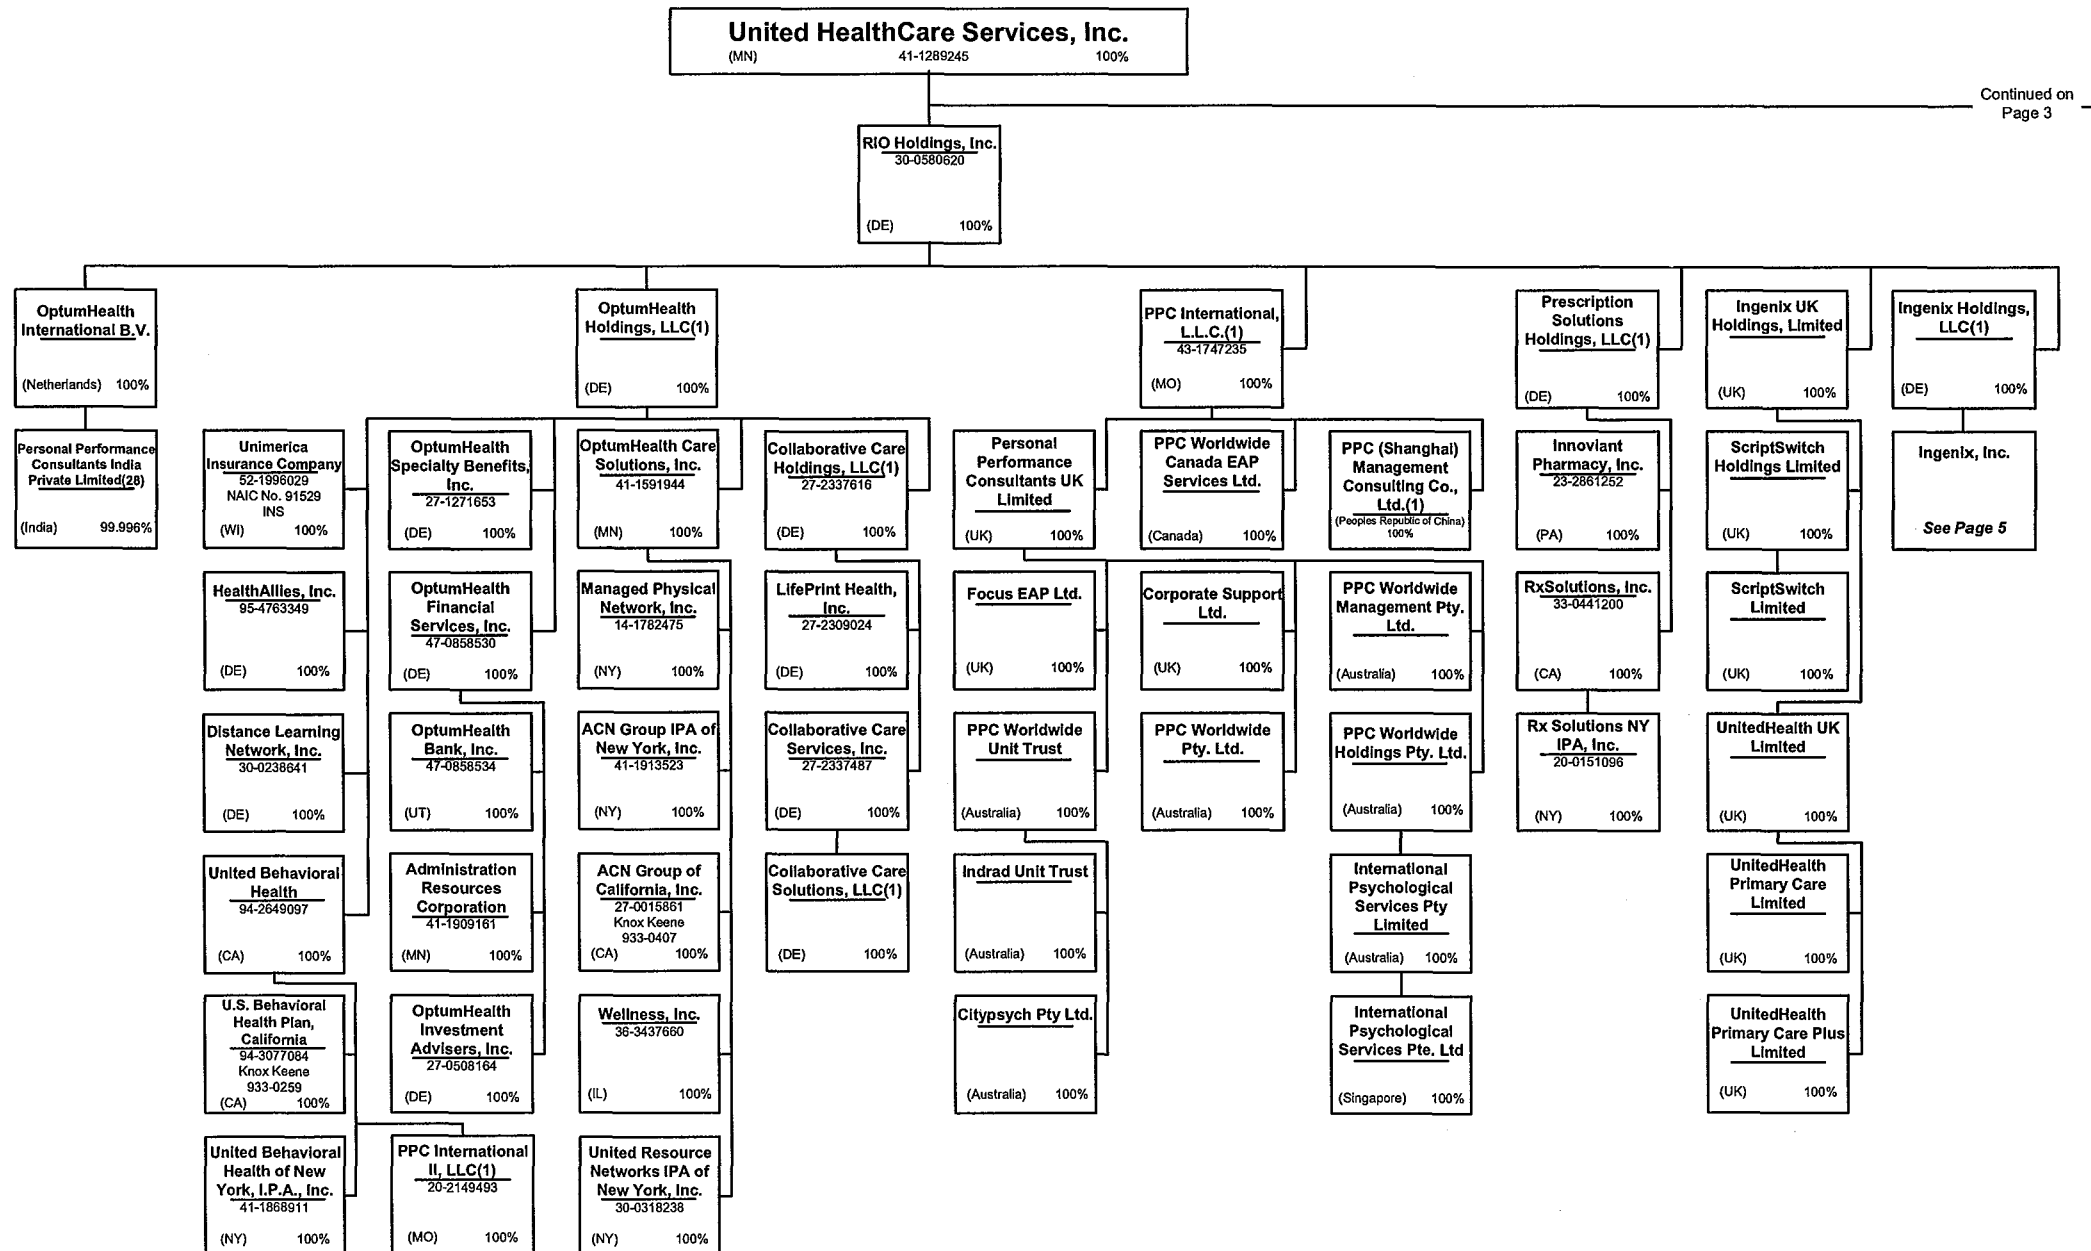 United HealthCare Services, Inc.
(MN) 41-1289245 100%
Continued on
Page 3
RIO Holdings, Inc.
30-0580620
(DE) 100%
OptumHealth
International B.V.
(Netherlands) 100%
OptumHealth
Holdings, LLC(1)
(DE) 100%
PPC International,
L.L.C.(1)
43-1747235
(MO) 100%
Prescription
Solutions
Holdings, LLC(1)
(DE) 100%
Ingenix UK
Holdings, Limited
(UK) 100%
Ingenix Holdings,
LLC(1)
(DE) 100%
Personal Performance
Consultants India
Private Limited(28)
(India) 99.996%
Unimerica
Insurance Company
52-1996029
NAIC No. 91529
INS
(WI) 100%
OptumHealth
Specialty Benefits,
Inc.
27-1271653
(DE) 100%
OptumHealth Care
Solutions, Inc.
41-1591944
(MN) 100%
Collaborative Care
Holdings, LLC(1)
27-2337616
(DE) 100%
Personal
Performance
Consultants UK
Limited
(UK) 100%
PPC Worldwide
Canada EAP
Services Ltd.
(Canada) 100%
PPC (Shanghai)
Management
Consulting Co.,
Ltd.(1)
(Peoples Republic of China)
100%
Innoviant
Pharmacy, Inc.
23-2861252
(PA) 100%
ScriptSwitch
Holdings Limited
(UK) 100%
Ingenix, Inc.
See Page 5
HealthAllies, Inc.
95-4763349
(DE) 100%
OptumHealth
Financial
Services, Inc.
47-0858530
(DE) 100%
Managed Physical
Network, Inc.
14-1782475
(NY) 100%
LifePrint Health,
Inc.
27-2309024
(DE) 100%
Focus EAP Ltd.
(UK) 100%
Corporate Support
Ltd.
(UK) 100%
PPC Worldwide
Management Pty.
Ltd.
(Australia) 100%
RxSolutions, Inc.
33-0441200
(CA) 100%
ScriptSwitch
Limited
(UK) 100%
Distance Learning
Network, Inc.
30-0238641
(DE) 100%
OptumHealth
Bank, Inc.
47-0858534
(UT) 100%
ACN Group IPA of
New York, Inc.
41-1913523
(NY) 100%
Collaborative Care
Services, Inc.
27-2337487
(DE) 100%
PPC Worldwide
Unit Trust
(Australia) 100%
PPC Worldwide
Pty. Ltd.
(Australia) 100%
PPC Worldwide
Holdings Pty. Ltd.
(Australia) 100%
Rx Solutions NY
IPA, Inc.
20-0151096
(NY) 100%
UnitedHealth UK
Limited
(UK) 100%
United Behavioral
Health
94-2649097
(CA) 100%
Administration
Resources
Corporation
41-1909161
(MN) 100%
ACN Group of
California, Inc.
27-0015861
Knox Keene
933-0407
(CA) 100%
Collaborative Care
Solutions, LLC(1)
(DE) 100%
Indrad Unit Trust
(Australia) 100%
International
Psychological
Services Pty
Limited
(Australia) 100%
UnitedHealth
Primary Care
Limited
(UK) 100%
U.S. Behavioral
Health Plan,
California
94-3077084
Knox Keene
933-0259
(CA) 100%
OptumHealth
Investment
Advisers, Inc.
27-0508164
(DE) 100%
Wellness, Inc.
36-3437660
(IL) 100%
Citypsych Pty Ltd.
(Australia) 100%
International
Psychological
Services Pte. Ltd
(Singapore) 100%
UnitedHealth
Primary Care Plus
Limited
(UK) 100%
United Behavioral
Health of New
York, I.P.A., Inc.
41-1868911
(NY) 100%
PPC International
II, LLC(1)
20-2149493
(MO) 100%
United Resource
Networks IPA of
New York, Inc.
30-0318238
(NY) 100%